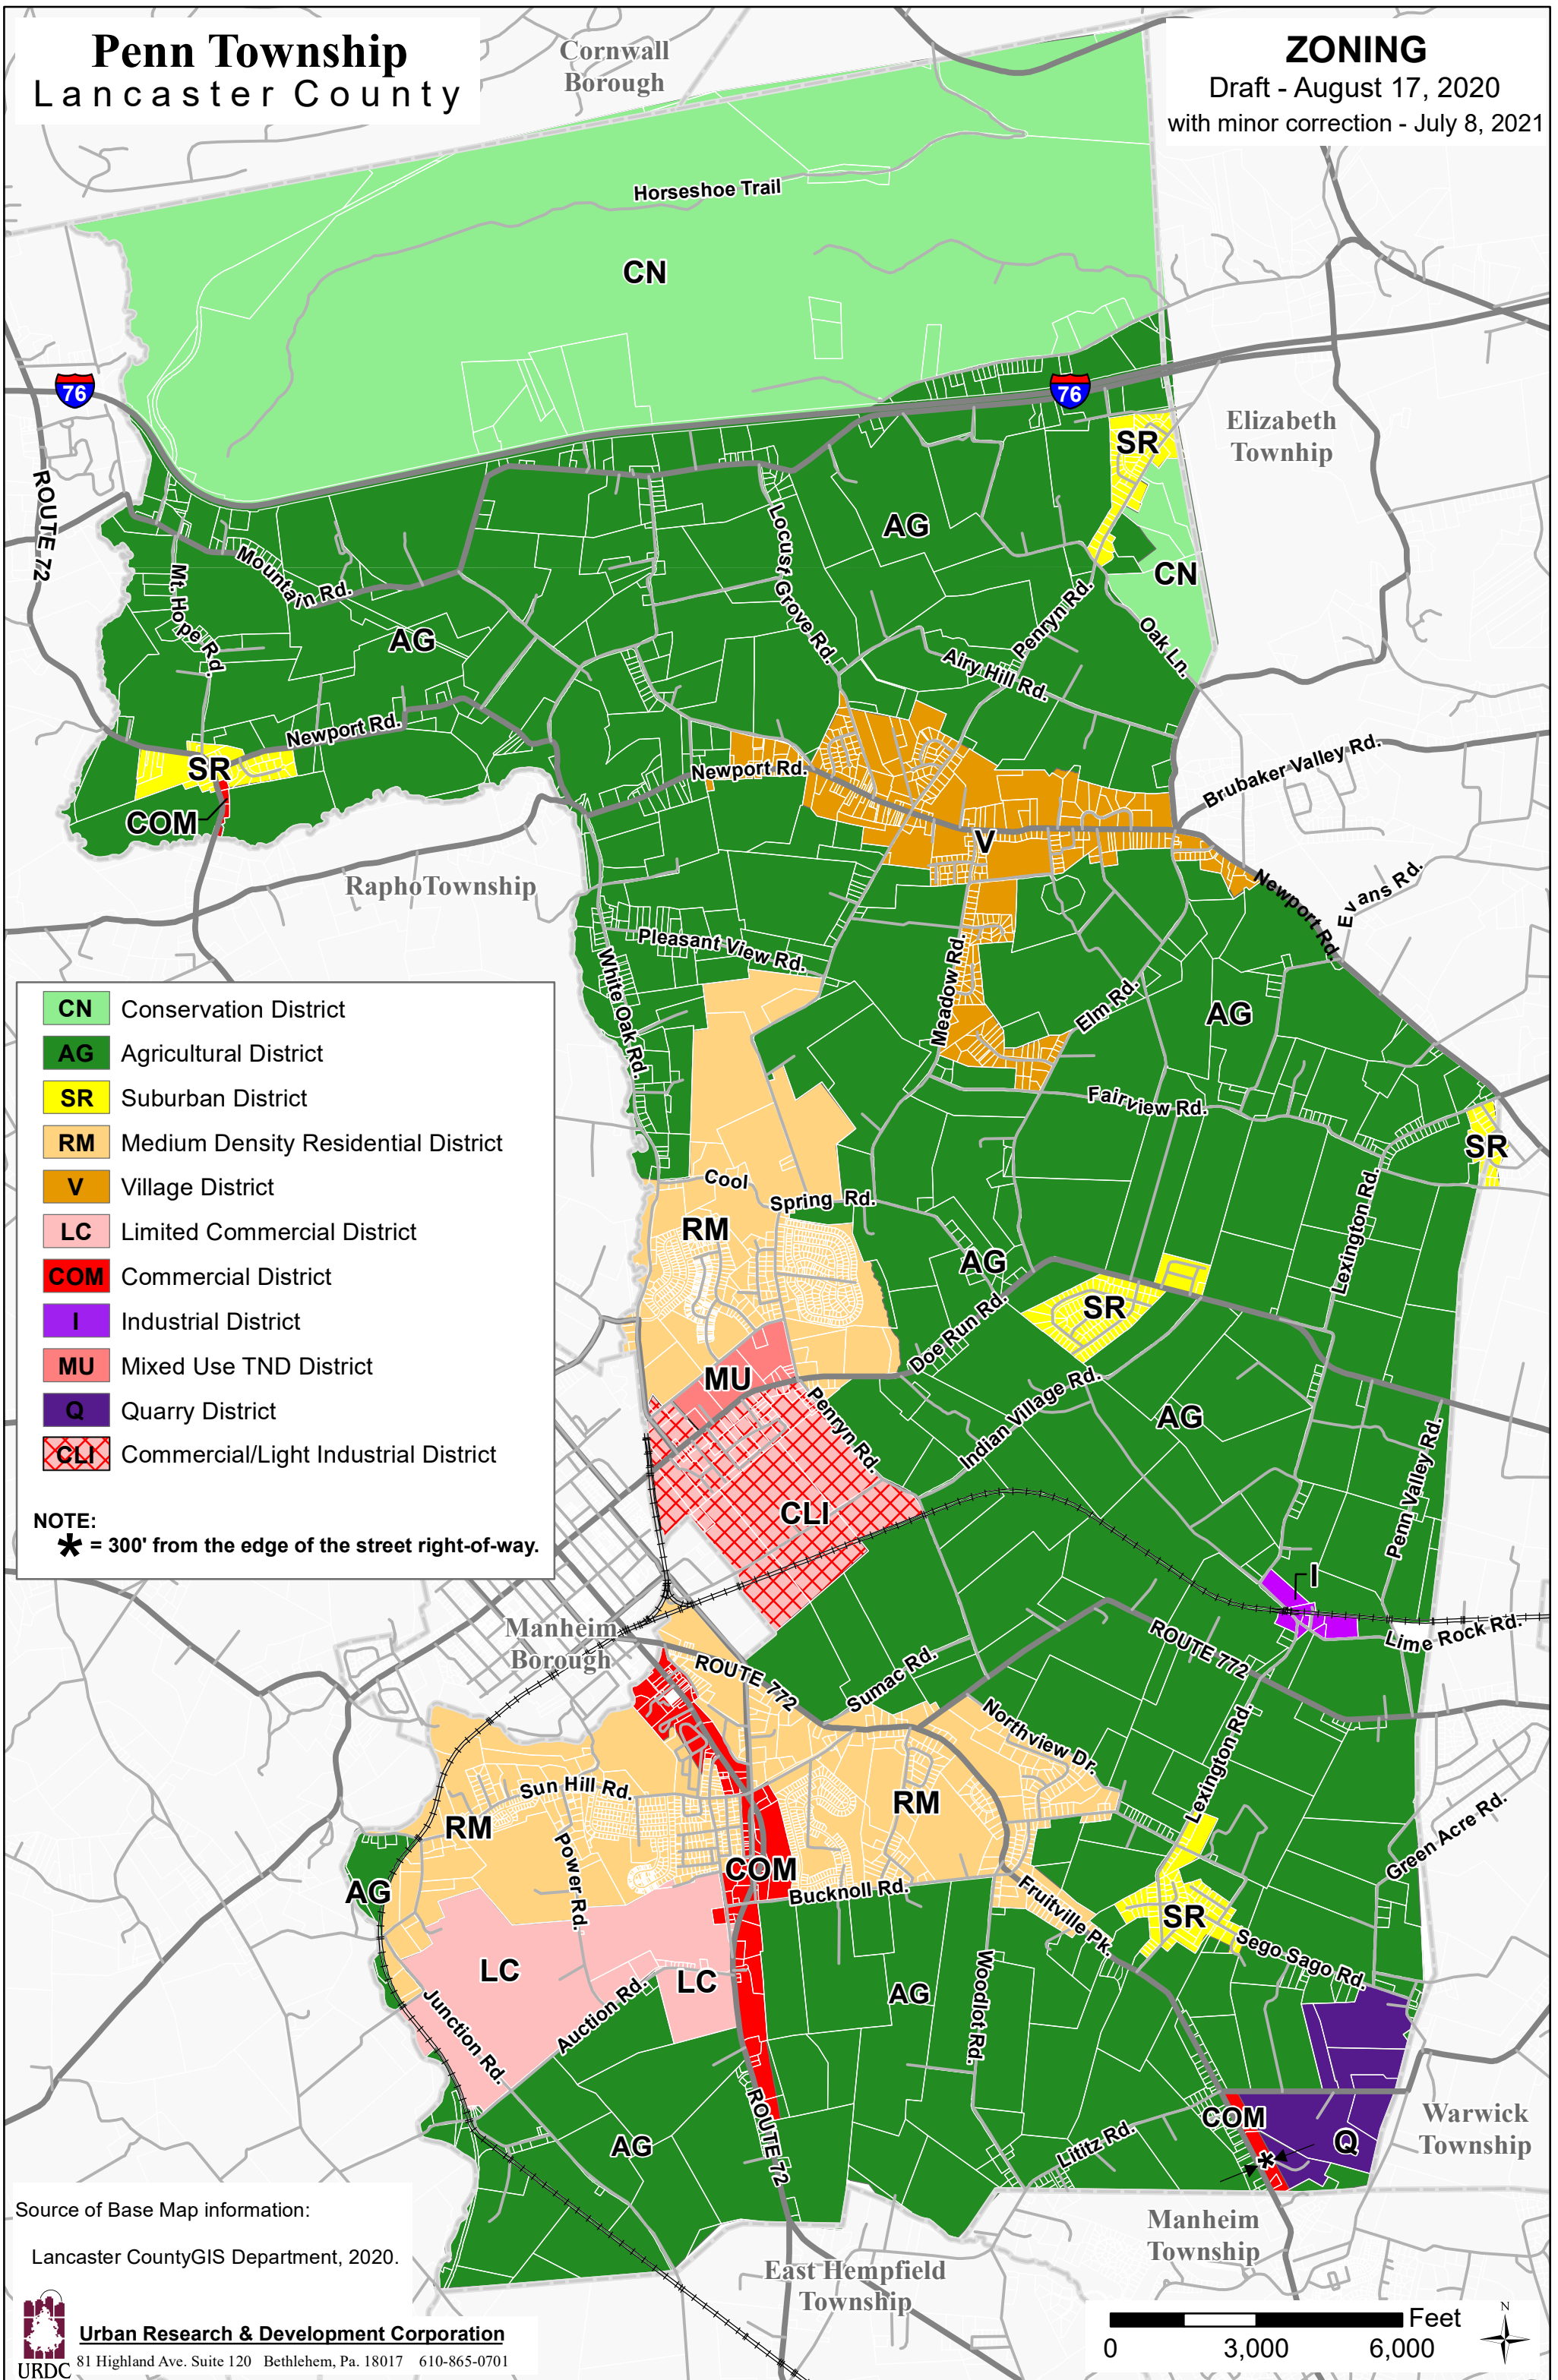 Penn Township
Lancaster County
Cornwall
Borough
ZONING
Draft - August 17, 2020
with minor correction - July 8, 2021
Horseshoe Trail
CN
76
76
ROUTE 72
Elizabeth
Townhip
SR
AG
CN
Locust Grove Rd.
Mountain Rd.
Mt. Hope Rd.
AG
Penryn Rd.
Oak Ln.
Airy Hill Rd.
Newport Rd.
SR
COM
Newport Rd.
Brubaker Valley Rd.
V
RaphoTownship
Newport Rd.
Evans Rd.
Pleasant View Rd.
White Oak Rd.
Meadow Rd.
Elm Rd.
AG
CN Conservation District
AG Agricultural District
SR Suburban District
RM Medium Density Residential District
V Village District
LC Limited Commercial District
COM Commercial District
I Industrial District
MU Mixed Use TND District
Q Quarry District
CLI Commercial/Light Industrial District
NOTE:
* = 300' from the edge of the street right-of-way.
Fairview Rd.
SR
Cool Spring Rd.
RM
AG
Lexington Rd.
SR
Doe Run Rd.
MU
Penryn Rd.
Indian Village Rd.
AG
Penn Valley Rd.
CLI
I
Lime Rock Rd.
Manheim
Borough
ROUTE 772
Sumac Rd.
ROUTE 772
Northview Dr.
Lexington Rd.
Sun Hill Rd.
RM
RM
Power Rd.
Green Acre Rd.
AG
COM
Bucknoll Rd.
Fruitville Pk.
SR
Sego Sago Rd
LC
LC
AG
Woodlot Rd.
Junction Rd.
Auction Rd.
ROUTE 72
AG
COM
*
Q
Lititz Rd.
Warwick
Township
Manheim
Township
East Hempfield
Township
Source of Base Map information:
Lancaster CountyGIS Department, 2020.
URDC
Urban Research & Development Corporation
81 Highland Ave. Suite 120 Bethlehem, Pa. 18017 610-865-0701
Feet
0 3,000 6,000
N